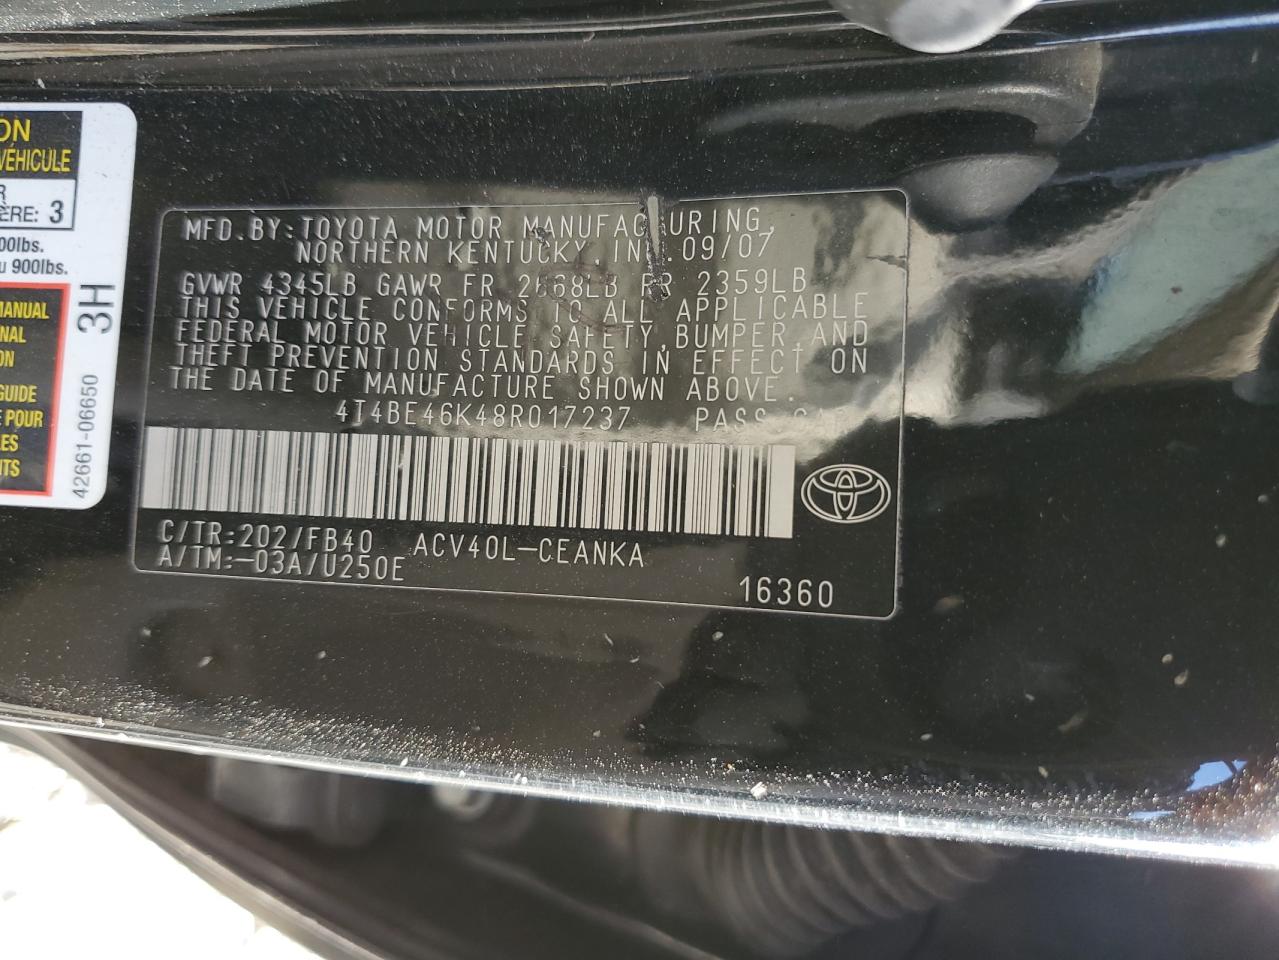 ON
VÉHICULE
R
ÈRE: 3
00lbs.
u 900lbs.
MANUAL
NAL
ON
GUIDE
E POUR
LES
ITS
3H
42661-06650
MFD.BY:TOYOTA MOTOR MANUFACTURING,
NORTHERN KENTUCKY,INC. 09/07
GVWR 4345LB GAWR FR 2668LB RR 2359LB
THIS VEHICLE CONFORMS TO ALL APPLICABLE
FEDERAL MOTOR VEHICLE SAFETY,BUMPER,AND
THEFT PREVENTION STANDARDS IN EFFECT ON
THE DATE OF MANUFACTURE SHOWN ABOVE.
4T4BE46K48R017237 PASS CAR
C/TR:202/FB40 ACV40L-CEANKA
A/TM:-03A/U250E
16360